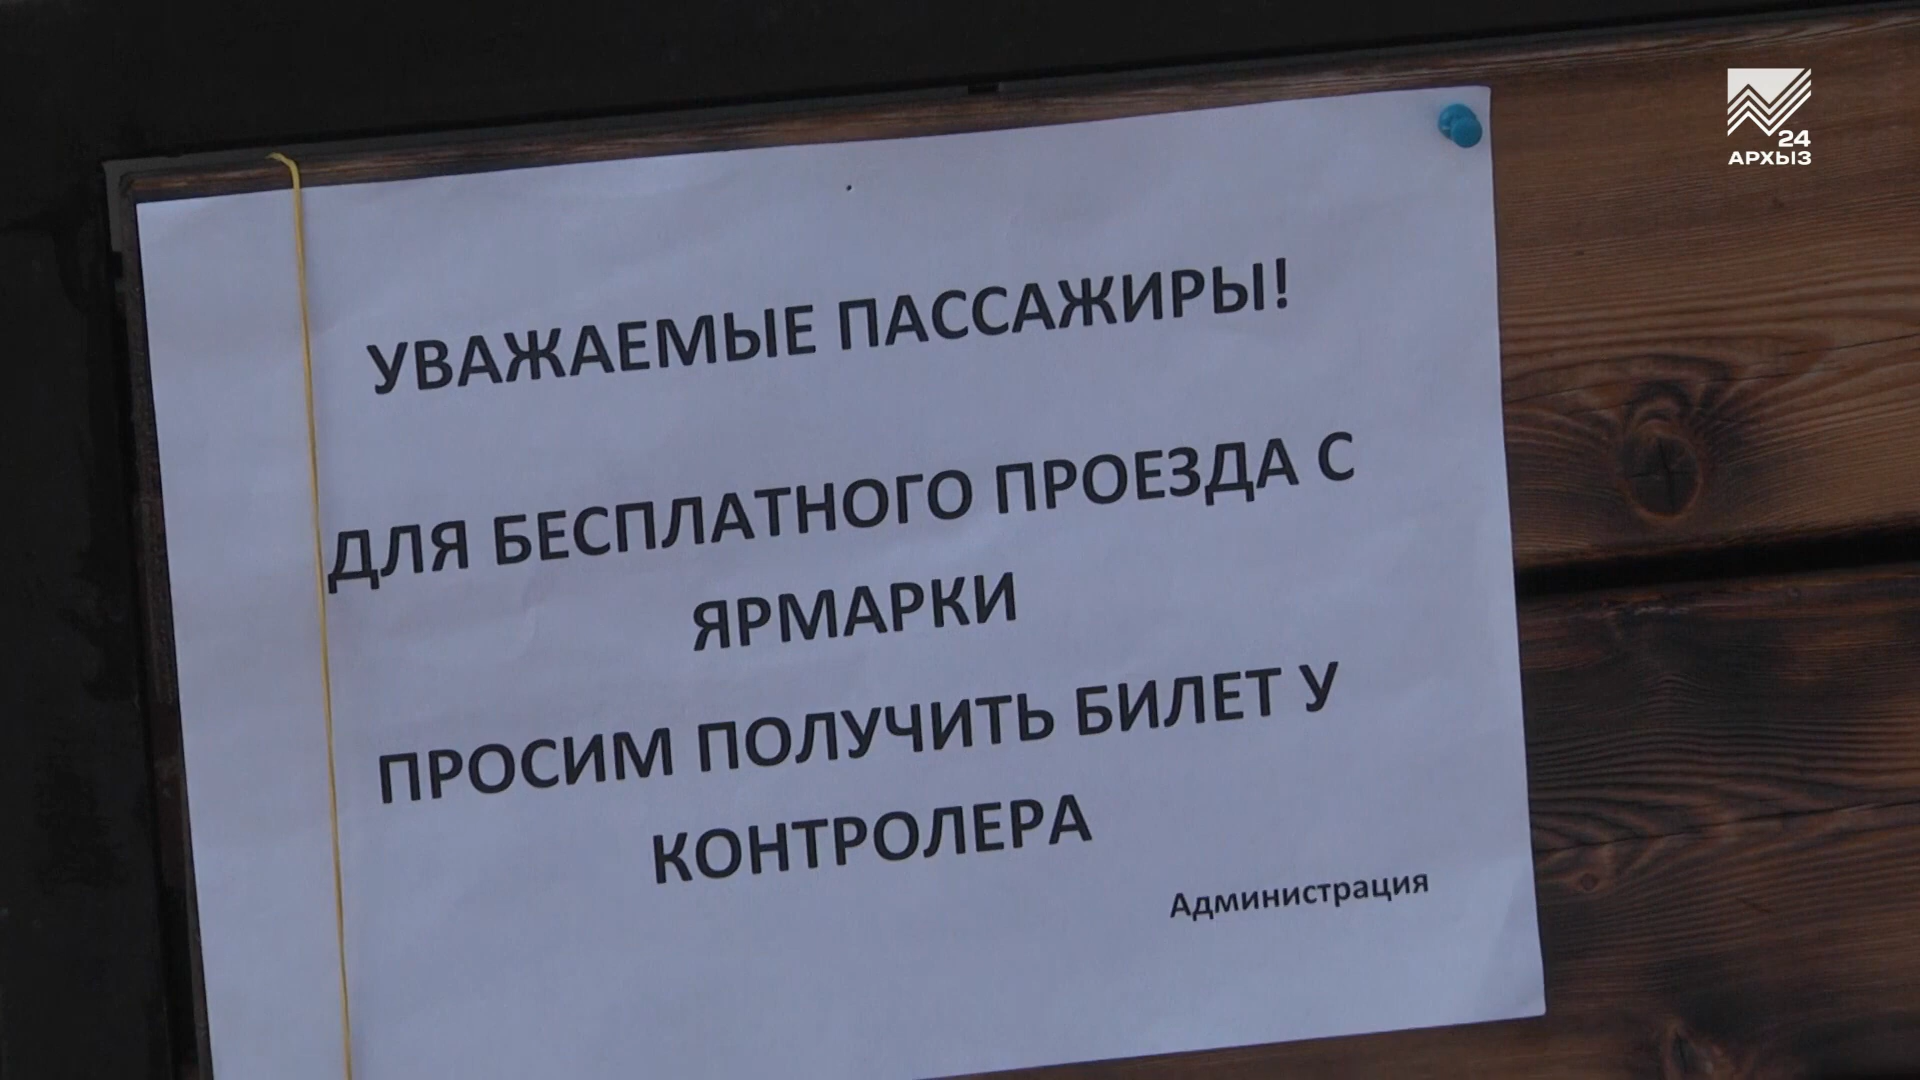 24
АРХЫЗ
УВАЖАЕМЫЕ ПАССАЖИРЫ!
ДЛЯ БЕСПЛАТНОГО ПРОЕЗДА С
ЯРМАРКИ
ПРОСИМ ПОЛУЧИТЬ БИЛЕТ У
КОНТРОЛЕРА
Администрация